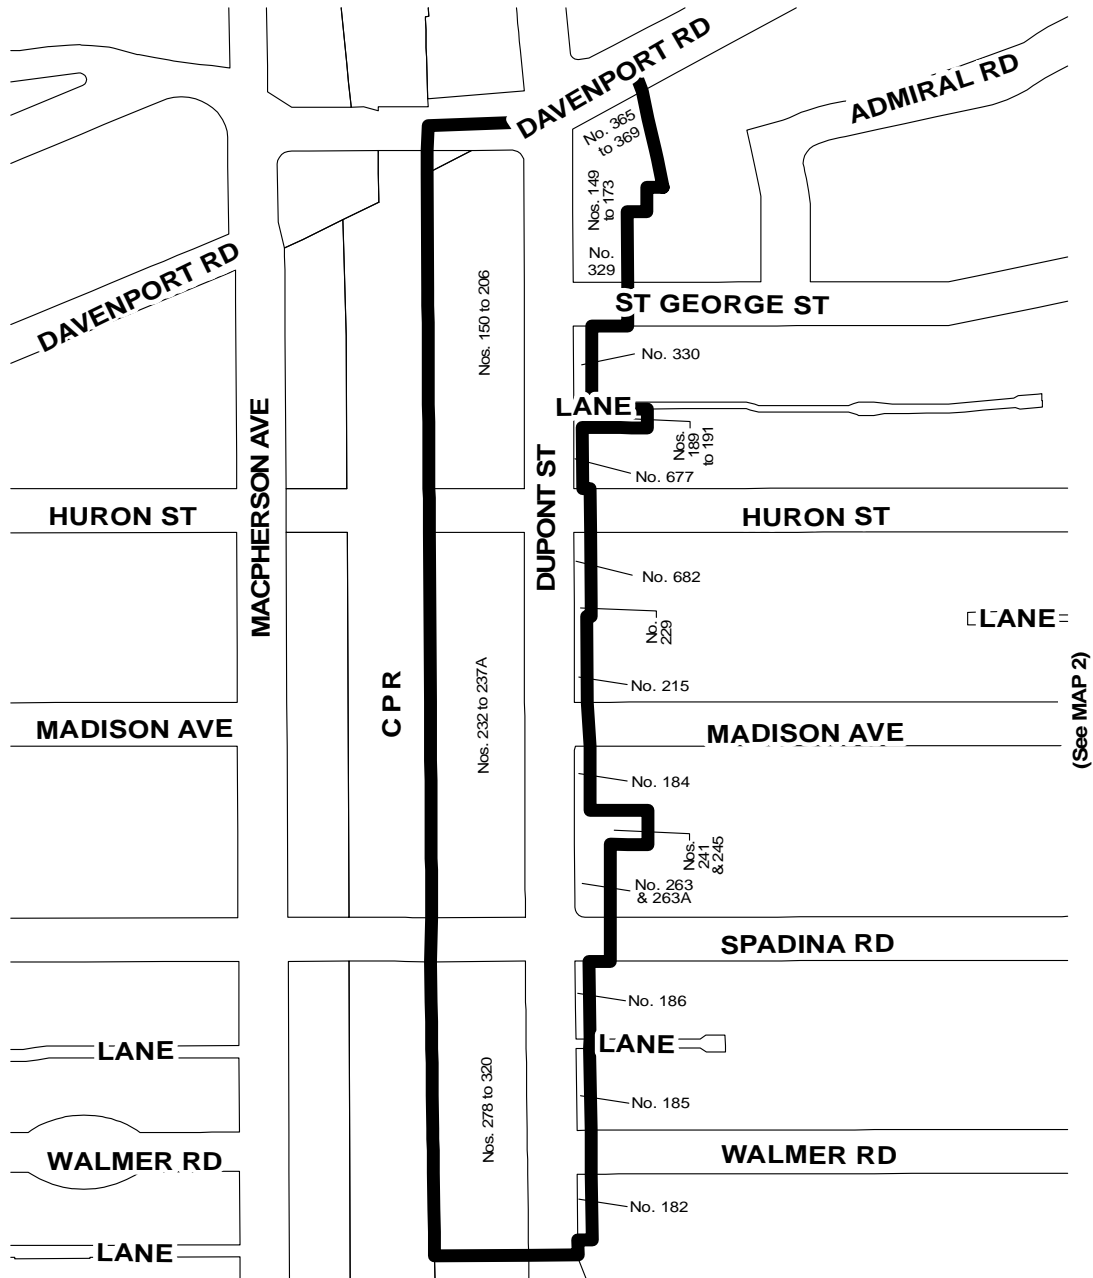 DAVENPORT RD
ADMIRAL RD
No. 365
to 369
Nos. 149
to 173
No.
329
DAVENPORT RD
ST GEORGE ST
Nos. 150 to 206
No. 330
LANE
Nos.
189
to 191
No. 677
MACPHERSON AVE
DUPONT ST
HURON ST
HURON ST
No. 682
No.
229
LANE
No. 215
Nos. 232 to 237A
CPR
(See MAP 2)
MADISON AVE
MADISON AVE
No. 184
Nos.
241
& 245
No. 263
& 263A
SPADINA RD
No. 186
LANE
LANE
Nos. 278 to 320
No. 185
WALMER RD
WALMER RD
No. 182
LANE